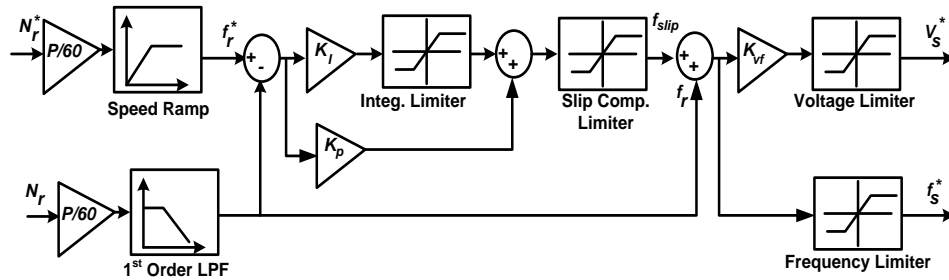 N_r^*
P/60
Speed Ramp
f_r^*
+
-
K_I
Integ. Limiter
K_p
+
+
Slip Comp.
Limiter
f_slip
+
+
f_r
K_vf
Voltage Limiter
V_s^*
N_r
P/60
1st Order LPF
Frequency Limiter
f_s^*